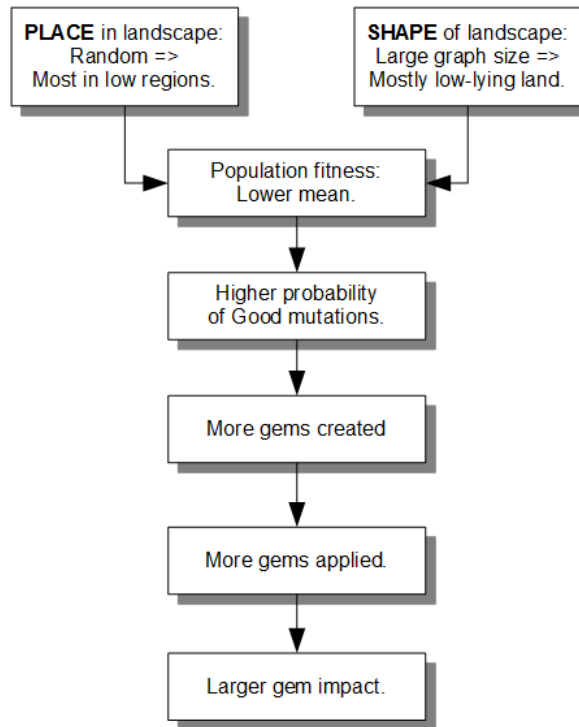 PLACE in landscape:
Random =>
Most in low regions.
SHAPE of landscape:
Large graph size =>
Mostly low-lying land.
Population fitness:
Lower mean.
Higher probability
of Good mutations.
More gems created
More gems applied.
Larger gem impact.